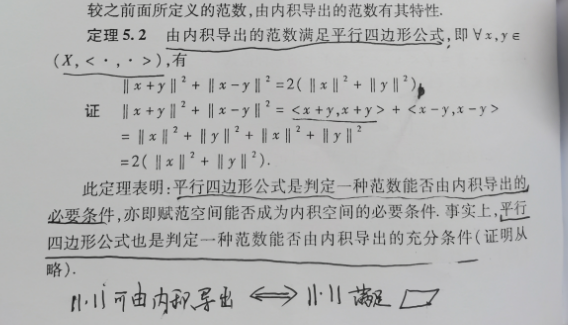 较之前面所定义的范数,由内积导出的范数有其特性.
定理 5.2 由内积导出的范数满足平行四边形公式,即 ∀x,y∈
(X,<·,·>),有
‖x+y‖²+‖x-y‖²=2(‖x‖²+‖y‖²).
证 ‖x+y‖²+‖x-y‖²=<x+y,x+y>+<x-y,x-y>
=‖x‖²+‖y‖²+‖x‖²+‖y‖²
=2(‖x‖²+‖y‖²).
此定理表明:平行四边形公式是判定一种范数能否由内积导出的
必要条件,亦即赋范空间能否成为内积空间的必要条件.事实上,平行
四边形公式也是判定一种范数能否由内积导出的充分条件(证明从
略).
‖·‖可由内积导出 ⟺ ‖·‖满足▱